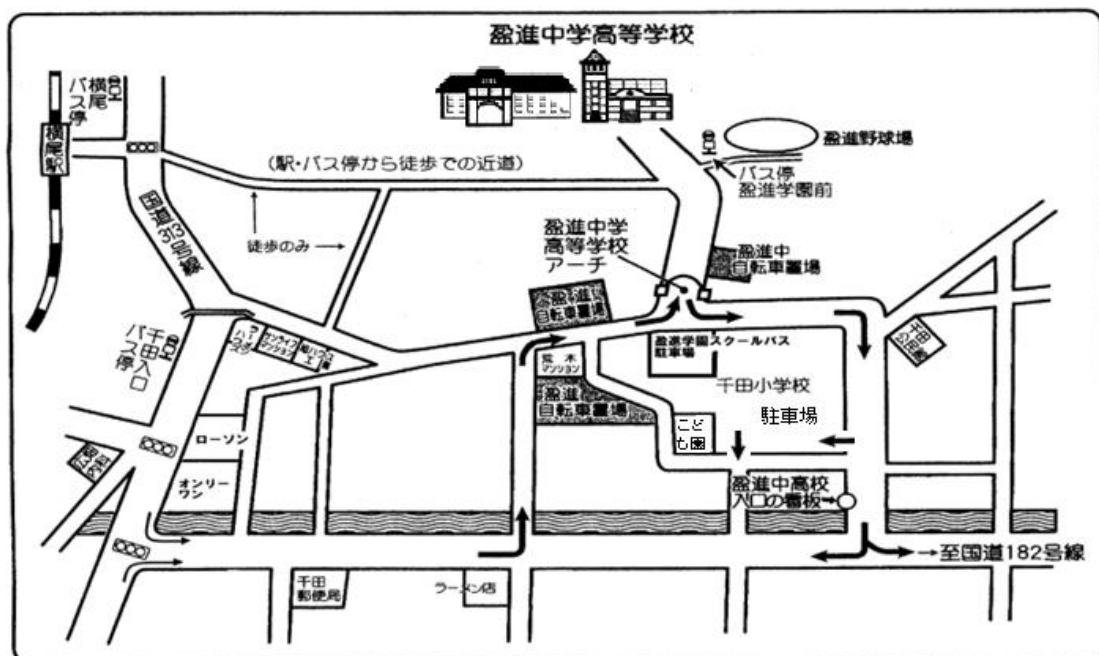 盈進中学高等学校
横尾
バス停
横尾駅
盈進野球場
(駅・バス停から徒歩での近道)
バス停
盈進学園前
国道313号線
徒歩のみ
盈進中学
高等学校
アーチ
盈進中
自転車置場
盈進中
自転車置場
千田入口
バス停
盈進学園スクールバス
駐車場
千田公民館
荒木
マンション
千田小学校
盈進
自転車置場
駐車場
こど
も園
ローソン
オンリー
ワン
盈進中高校
入口の看板
至国道182号線
千田
郵便局
ラーメン店